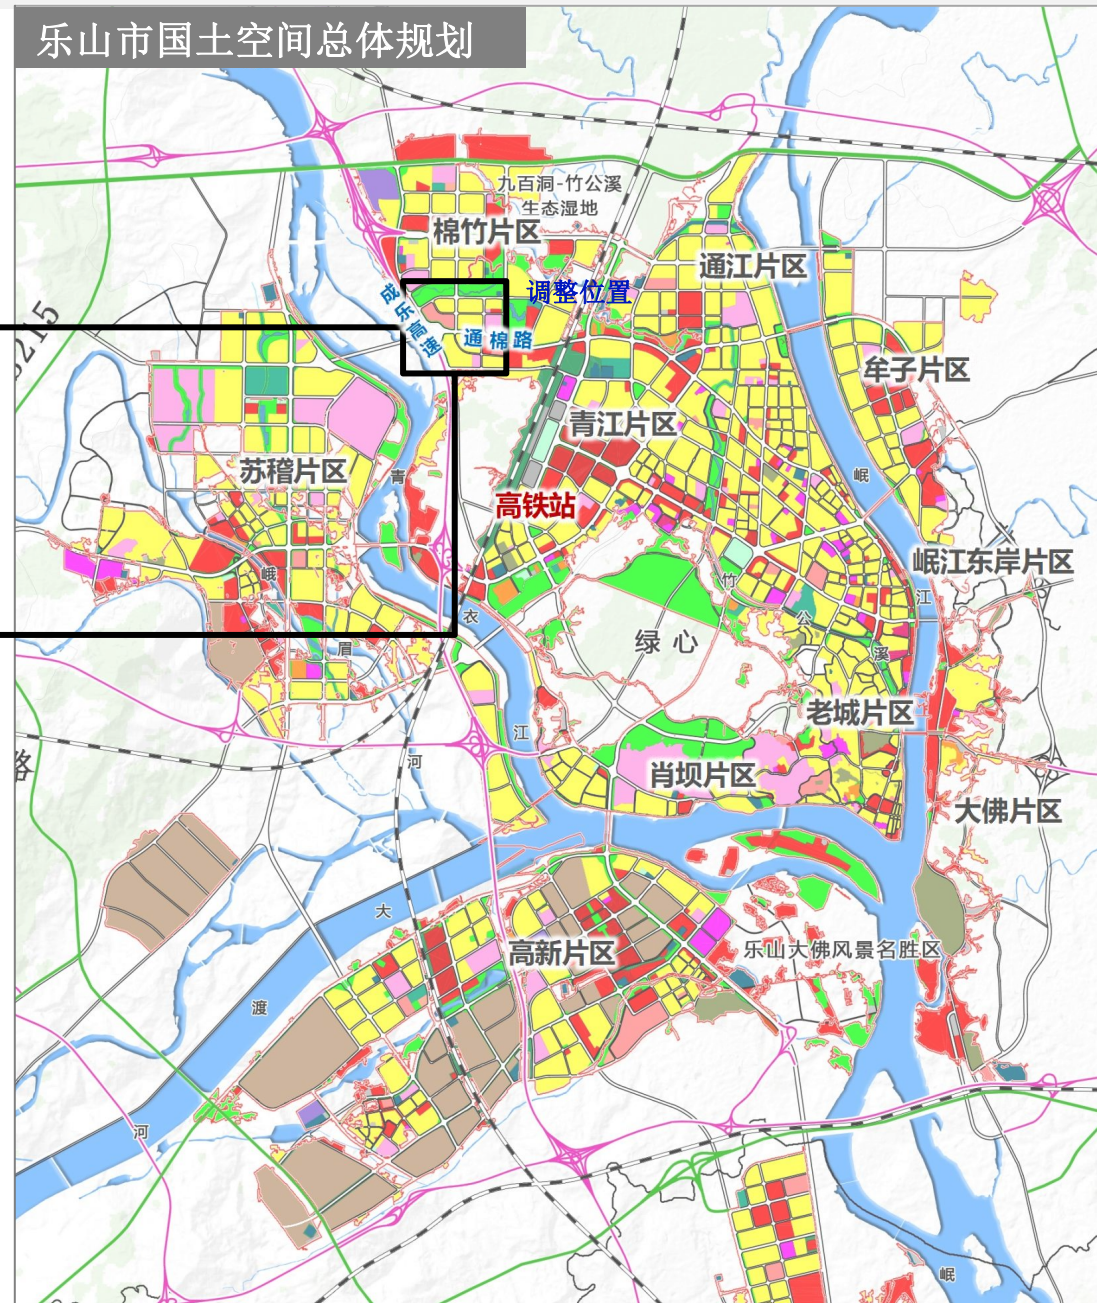 乐山市国土空间总体规划
九百洞-竹公溪
生态湿地
棉竹片区
通江片区
调整位置
成乐高速
通棉路
S215
牟子片区
青江片区
苏稽片区
青
岷
高铁站
岷江东岸片区
峨
竹
江
衣
公
绿心
眉
溪
老城片区
江
河
路
肖坝片区
大佛片区
大
高新片区
乐山大佛风景名胜区
渡
河
岷